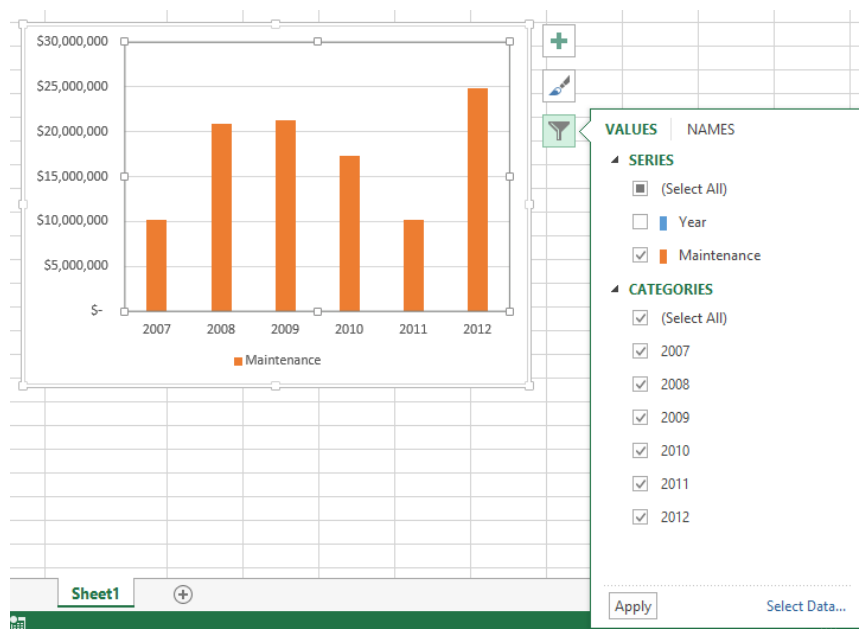 $30,000,000
$25,000,000
$20,000,000
$15,000,000
$10,000,000
$5,000,000
$-
2007 2008 2009 2010 2011 2012
Maintenance
VALUES NAMES
SERIES
(Select All)
Year
Maintenance
CATEGORIES
(Select All)
2007
2008
2009
2010
2011
2012
Apply Select Data...
Sheet1